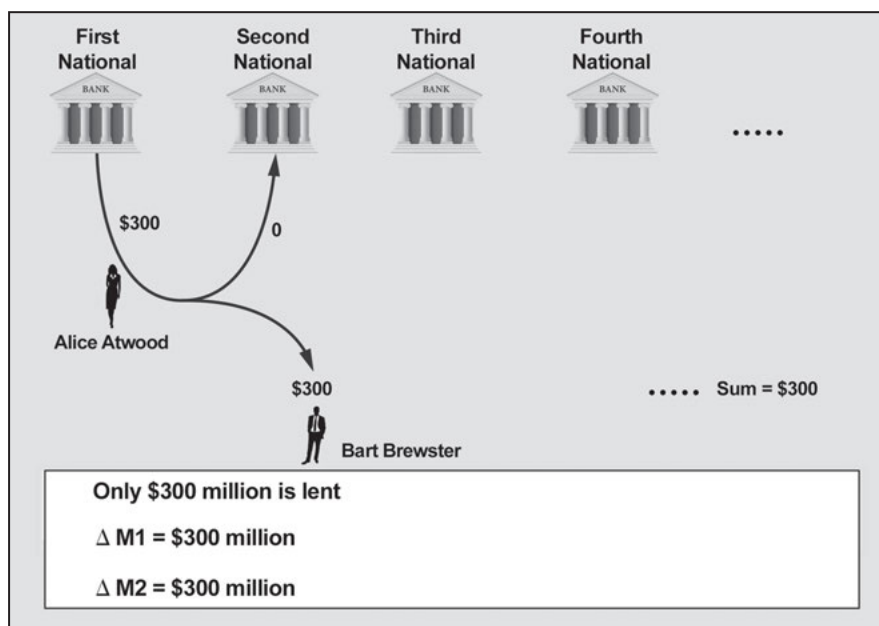 First National
Second National
Third National
Fourth National
BANK
BANK
BANK
BANK
.....
$300
0
Alice Atwood
$300
..... Sum = $300
Bart Brewster
Only $300 million is lent
Δ M1 = $300 million
Δ M2 = $300 million